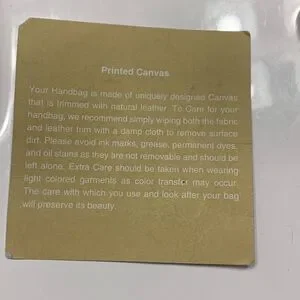 Printed Canvas
Your Handbag is made of uniquely designed Canvas
that is trimmed with natural leather. To Care for your
handbag, we recommend simply wiping both the fabric
and leather trim with a damp cloth to remove surface
dirt. Please avoid ink marks, grease, permanent dyes,
and oil stains as they are not removable and should be
left alone. Extra Care should be taken when wearing
light colored garments as color transfer may occur.
The care with which you use and look after your bag
will preserve its beauty.